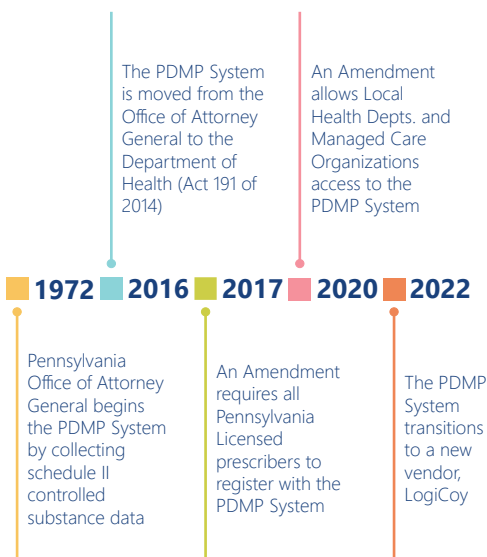 The PDMP System
is moved from the
Office of Attorney
General to the
Department of
Health (Act 191 of
2014)
An Amendment
allows Local
Health Depts. and
Managed Care
Organizations
access to the
PDMP System
1972 2016 2017 2020 2022
Pennsylvania
Office of Attorney
General begins
the PDMP System
by collecting
schedule II
controlled
substance data
An Amendment
requires all
Pennsylvania
Licensed
prescribers to
register with the
PDMP System
The PDMP
System
transitions
to a new
vendor,
LogiCoy